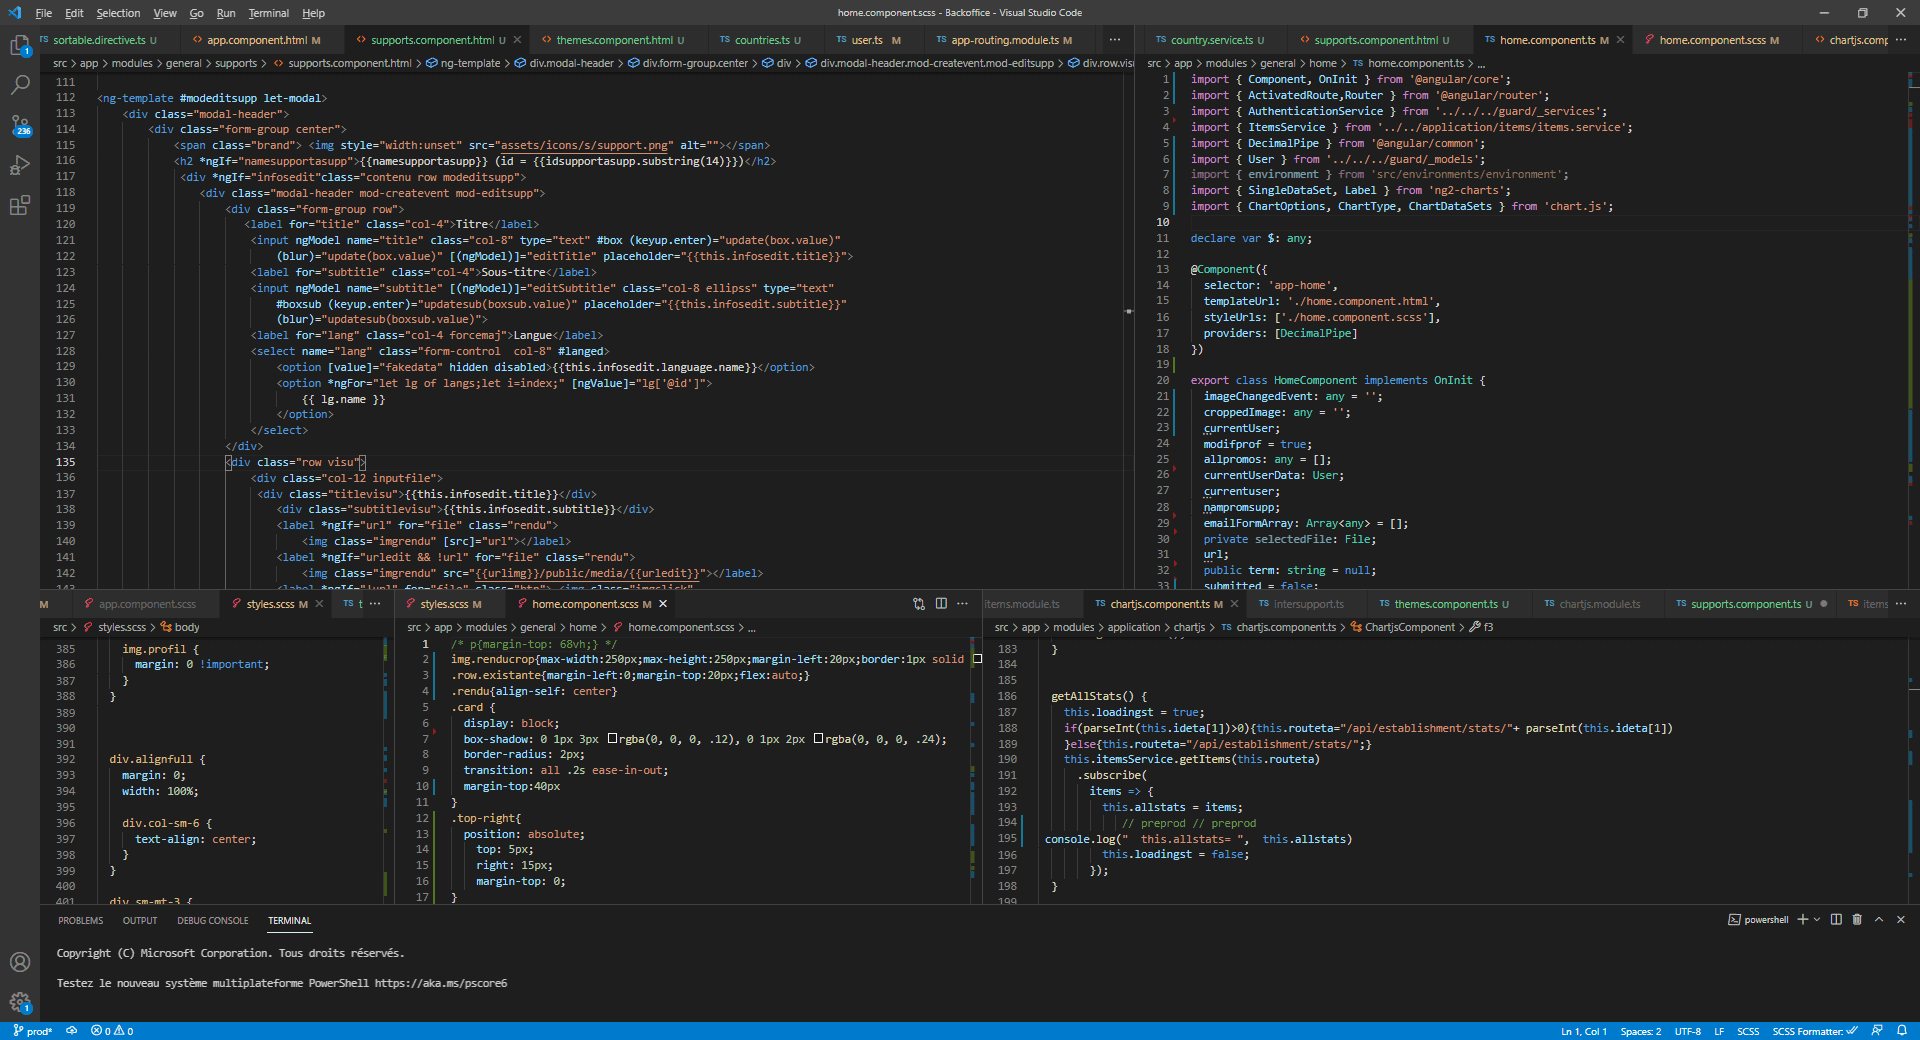 File Edit Selection View Go Run Terminal Help
home.component.scss - Backoffice - Visual Studio Code
sortable.directive.ts U app.component.html M supports.component.html U themes.component.html U countries.ts U user.ts M app-routing.module.ts M
src > app > modules > general > supports > supports.component.html > ng-template > div.modal-header > div.form-group.center > div > div.modal-header.mod-createvent.mod-editsupp > div.row.visu
111
112 <ng-template #modeditsupp let-modal>
113 <div class="modal-header">
114 <div class="form-group center">
115 <span class="brand"> <img style="width:unset" src="assets/icons/s/support.png" alt=""></span>
116 <h2 *ngIf="namesupportasupp">{{namesupportasupp}} (id = {{idsupportasupp.substring(14)}})</h2>
117 <div *ngIf="infosedit"class="contenu row modeditsupp">
118 <div class="modal-header mod-createvent mod-editsupp">
119 <div class="form-group row">
120 <label for="title" class="col-4">Titre</label>
121 <input ngModel name="title" class="col-8" type="text" #box (keyup.enter)="update(box.value)"
122 (blur)="update(box.value)" [(ngModel)]="editTitle" placeholder="{{this.infosedit.title}}">
123 <label for="subtitle" class="col-4">Sous-titre</label>
124 <input ngModel name="subtitle" [(ngModel)]="editSubtitle" class="col-8 ellipss" type="text"
125 #boxsub (keyup.enter)="updatesub(boxsub.value)" placeholder="{{this.infosedit.subtitle}}"
126 (blur)="updatesub(boxsub.value)">
127 <label for="lang" class="col-4 forcemaj">Langue</label>
128 <select name="lang" class="form-control  col-8" #langed>
129 <option [value]="fakedata" hidden disabled>{{this.infosedit.language.name}}</option>
130 <option *ngFor="let lg of langs;let i=index;" [ngValue]="lg['@id']">
131 {{ lg.name }}
132 </option>
133 </select>
134 </div>
135 <div class="row visu">
136 <div class="col-12 inputfile">
137 <div class="titlevisu">{{this.infosedit.title}}</div>
138 <div class="subtitlevisu">{{this.infosedit.subtitle}}</div>
139 <label *ngIf="url" for="file" class="rendu">
140 <img class="imgrendu" [src]="url"></label>
141 <label *ngIf="urledit && !url" for="file" class="rendu">
142 <img class="imgrendu" src="{{urlimg}}/public/media/{{urledit}}"></label>
country.service.ts U supports.component.html U home.component.ts M home.component.scss M chartjs.comp
src > app > modules > general > home > home.component.ts > ...
1 import { Component, OnInit } from '@angular/core';
2 import { ActivatedRoute,Router } from '@angular/router';
3 import { AuthenticationService } from '../../../guard/_services';
4 import { ItemsService } from '../../application/items/items.service';
5 import { DecimalPipe } from '@angular/common';
6 import { User } from '../../../guard/_models';
7 import { environment } from 'src/environments/environment';
8 import { SingleDataSet, Label } from 'ng2-charts';
9 import { ChartOptions, ChartType, ChartDataSets } from 'chart.js';
10
11 declare var $: any;
12
13 @Component({
14 selector: 'app-home',
15 templateUrl: './home.component.html',
16 styleUrls: ['./home.component.scss'],
17 providers: [DecimalPipe]
18 })
19
20 export class HomeComponent implements OnInit {
21 imageChangedEvent: any = '';
22 croppedImage: any = '';
23 currentUser;
24 modifprof = true;
25 allpromos: any = [];
26 currentUserData: User;
27 currentuser;
28 nampromsupp;
29 emailFormArray: Array<any> = [];
30 private selectedFile: File;
31 url;
32 public term: string = null;
33 submitted = false;
M app.component.scss styles.scss M
src > styles.scss > body
385 img.profil {
386 margin: 0 !important;
387 }
388 }
389
390
391
392 div.alignfull {
393 margin: 0;
394 width: 100%;
395
396 div.col-sm-6 {
397 text-align: center;
398 }
399 }
400
401 div.sm-mt-3 {
styles.scss M home.component.scss M
src > app > modules > general > home > home.component.scss > ...
1 /* p{margin-top: 68vh;} */
2 img.renducrop{max-width:250px;max-height:250px;margin-left:20px;border:1px solid
3 .row.existante{margin-left:0;margin-top:20px;flex:auto;}
4 .rendu{align-self: center}
5 .card {
6 display: block;
7 box-shadow: 0 1px 3px rgba(0, 0, 0, .12), 0 1px 2px rgba(0, 0, 0, .24);
8 border-radius: 2px;
9 transition: all .2s ease-in-out;
10 margin-top:40px
11 }
12 .top-right{
13 position: absolute;
14 top: 5px;
15 right: 15px;
16 margin-top: 0;
17 }
items.module.ts chartjs.component.ts M intersupport.ts themes.component.ts U chartjs.module.ts supports.component.ts U items
src > app > modules > application > chartjs > chartjs.component.ts > ChartjsComponent > f3
183 }
184
185
186 getAllStats() {
187 this.loadingst = true;
188 if(parseInt(this.ideta[1])>0){this.routeta="/api/establishment/stats/"+ parseInt(this.ideta[1])
189 }else{this.routeta="/api/establishment/stats/";}
190 this.itemsService.getItems(this.routeta)
191 .subscribe(
192 items => {
193 this.allstats = items;
194 // preprod // preprod
195 console.log("  this.allstats= ",  this.allstats)
196 this.loadingst = false;
197 });
198 }
199
PROBLEMS OUTPUT DEBUG CONSOLE TERMINAL
powershell
Copyright (C) Microsoft Corporation. Tous droits réservés.
Testez le nouveau système multiplateforme PowerShell https://aka.ms/pscore6
prod* 0 0
Ln 1, Col 1 Spaces: 2 UTF-8 LF SCSS SCSS Formatter:
1
236
1